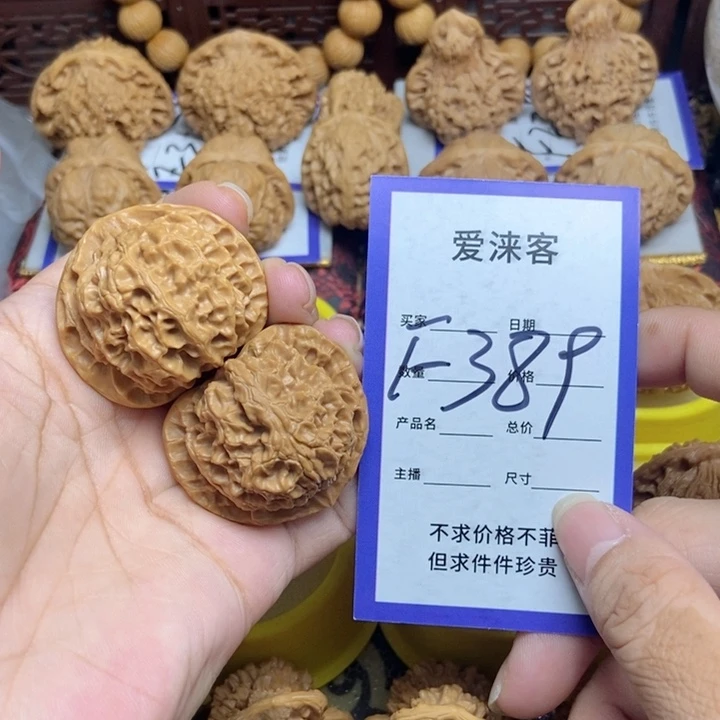 爱涞客
买家 日期
F-389
数量 价格
产品名 总价
主播 尺寸
不求价格不菲
但求件件珍贵